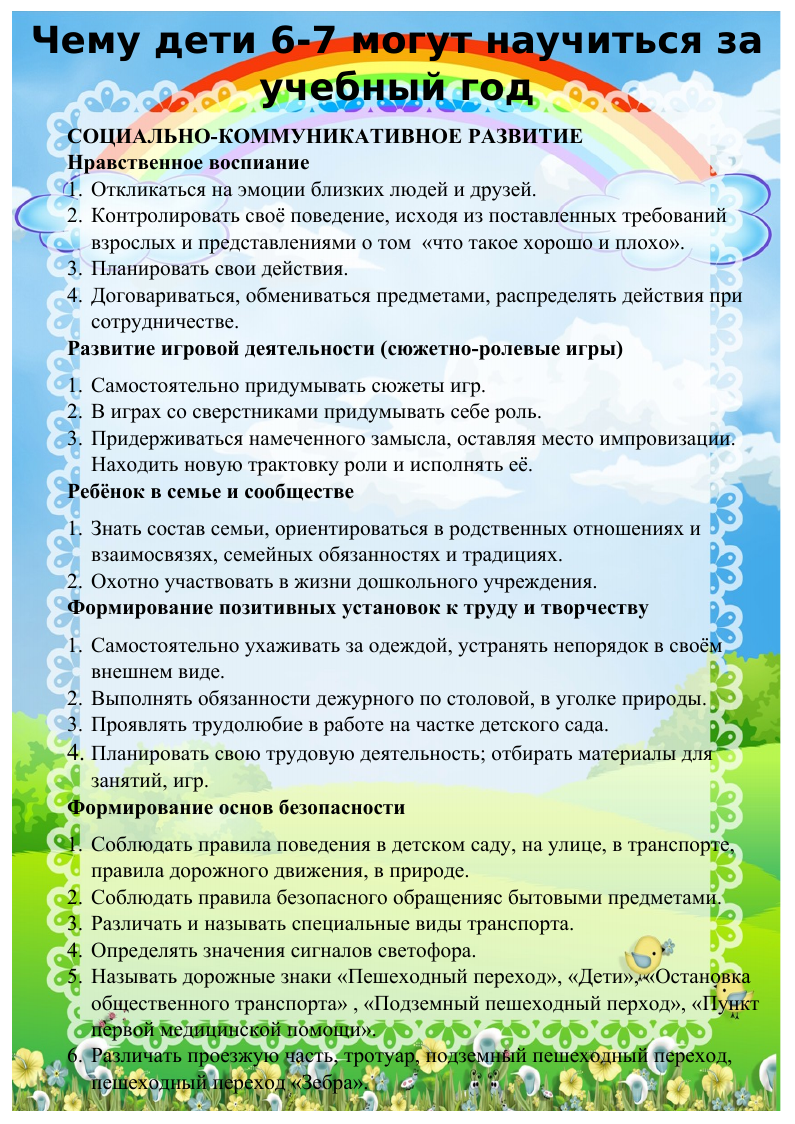 Чему дети 6-7 могут научиться за
учебный год
СОЦИАЛЬНО-КОММУНИКАТИВНОЕ РАЗВИТИЕ
Нравственное воспиание
1. Откликаться на эмоции близких людей и друзей.
2. Контролировать своё поведение, исходя из поставленных требований
взрослых и представлениями о том «что такое хорошо и плохо».
3. Планировать свои действия.
4. Договариваться, обмениваться предметами, распределять действия при
сотрудничестве.
Развитие игровой деятельности (сюжетно-ролевые игры)
1. Самостоятельно придумывать сюжеты игр.
2. В играх со сверстниками придумывать себе роль.
3. Придерживаться намеченного замысла, оставляя место импровизации.
Находить новую трактовку роли и исполнять её.
Ребёнок в семье и сообществе
1. Знать состав семьи, ориентироваться в родственных отношениях и
взаимосвязях, семейных обязанностях и традициях.
2. Охотно участвовать в жизни дошкольного учреждения.
Формирование позитивных установок к труду и творчеству
1. Самостоятельно ухаживать за одеждой, устранять непорядок в своём
внешнем виде.
2. Выполнять обязанности дежурного по столовой, в уголке природы.
3. Проявлять трудолюбие в работе на частке детского сада.
4. Планировать свою трудовую деятельность; отбирать материалы для
занятий, игр.
Формирование основ безопасности
1. Соблюдать правила поведения в детском саду, на улице, в транспорте,
правила дорожного движения, в природе.
2. Соблюдать правила безопасного обращенияс бытовыми предметами.
3. Различать и называть специальные виды транспорта.
4. Определять значения сигналов светофора.
5. Называть дорожные знаки «Пешеходный переход», «Дети», «Остановка
общественного транспорта» , «Подземный пешеходный перход», «Пункт
первой медицинской помощи».
6. Различать проезжую часть, тротуар, подземный пешеходный переход,
пешеходный переход «Зебра».